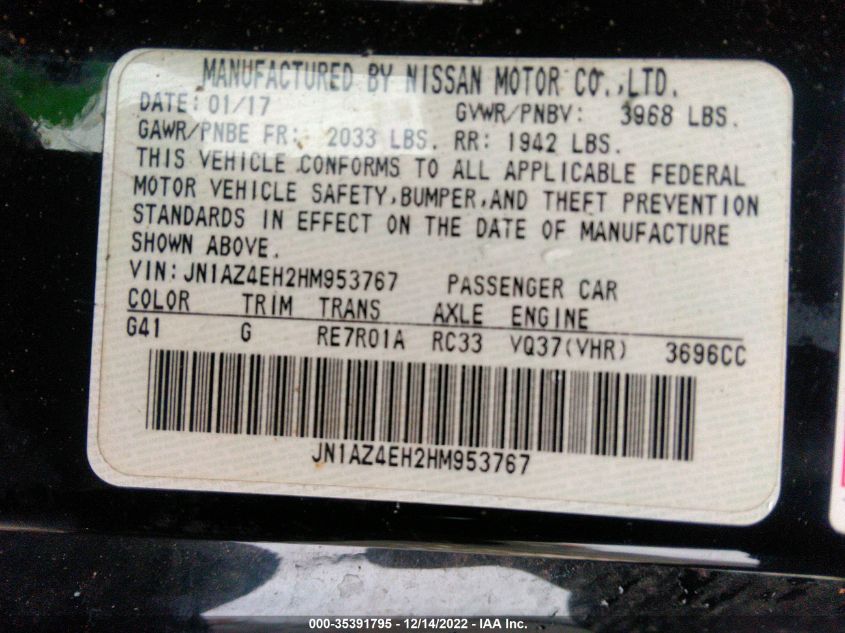 MANUFACTURED BY NISSAN MOTOR CO.,LTD.
DATE: 01/17 GVWR/PNBV: 3968 LBS.
GAWR/PNBE FR: 2033 LBS. RR: 1942 LBS.
THIS VEHICLE CONFORMS TO ALL APPLICABLE FEDERAL
MOTOR VEHICLE SAFETY,BUMPER,AND THEFT PREVENTION
STANDARDS IN EFFECT ON THE DATE OF MANUFACTURE
SHOWN ABOVE.
VIN: JN1AZ4EH2HM953767 PASSENGER CAR
COLOR TRIM TRANS AXLE ENGINE
G41 G RE7R01A RC33 VQ37(VHR) 3696CC
JN1AZ4EH2HM953767
000-35391795 - 12/14/2022 - IAA Inc.